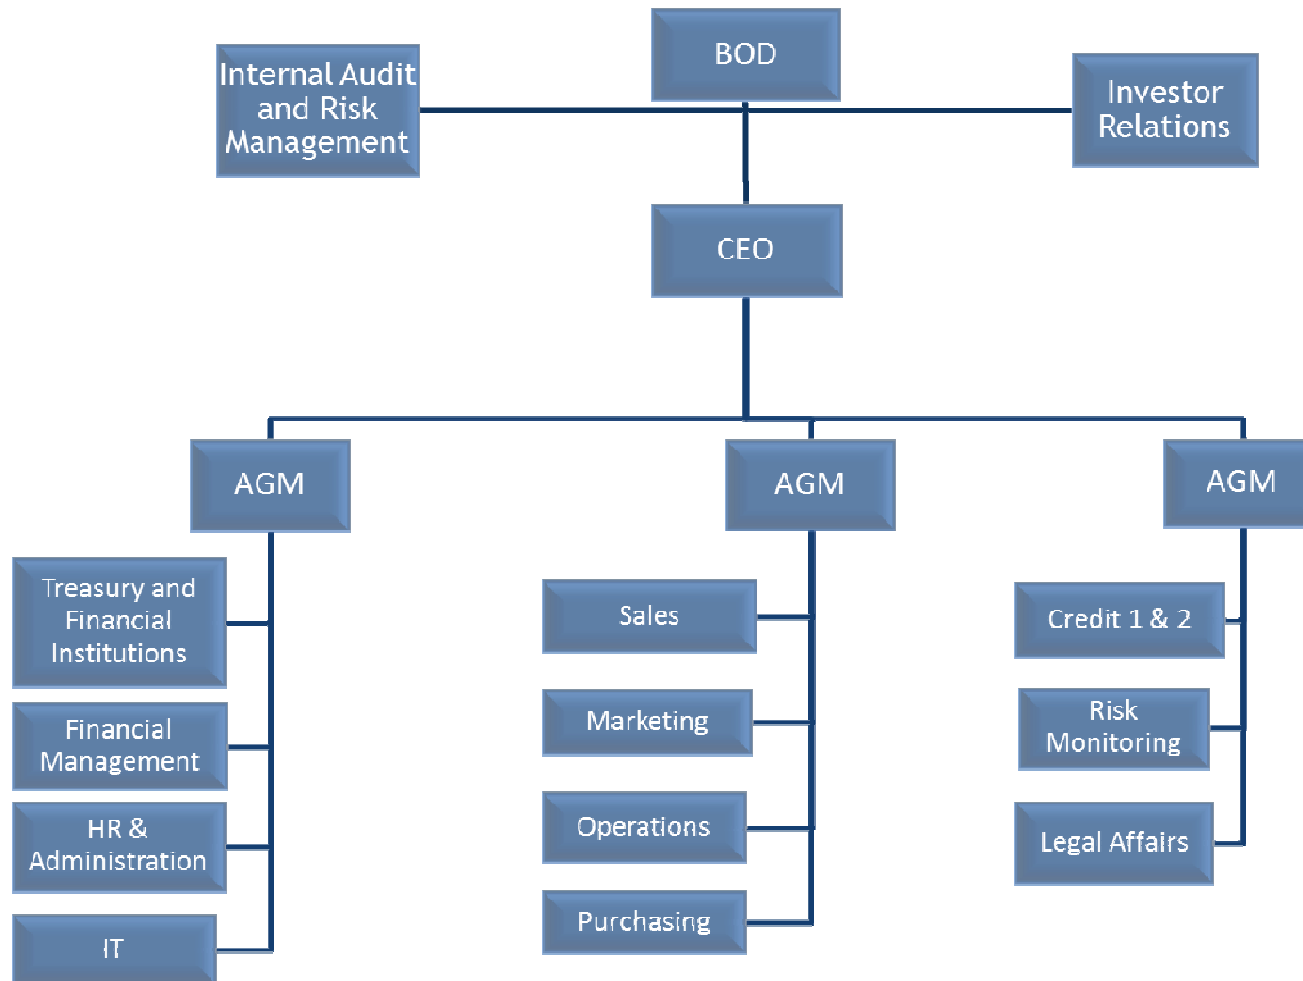 BOD
Internal Audit
and Risk
Management
Investor
Relations
CEO
AGM
AGM
AGM
Treasury and
Financial
Institutions
Financial
Management
HR &
Administration
IT
Sales
Marketing
Operations
Purchasing
Credit 1 & 2
Risk
Monitoring
Legal Affairs